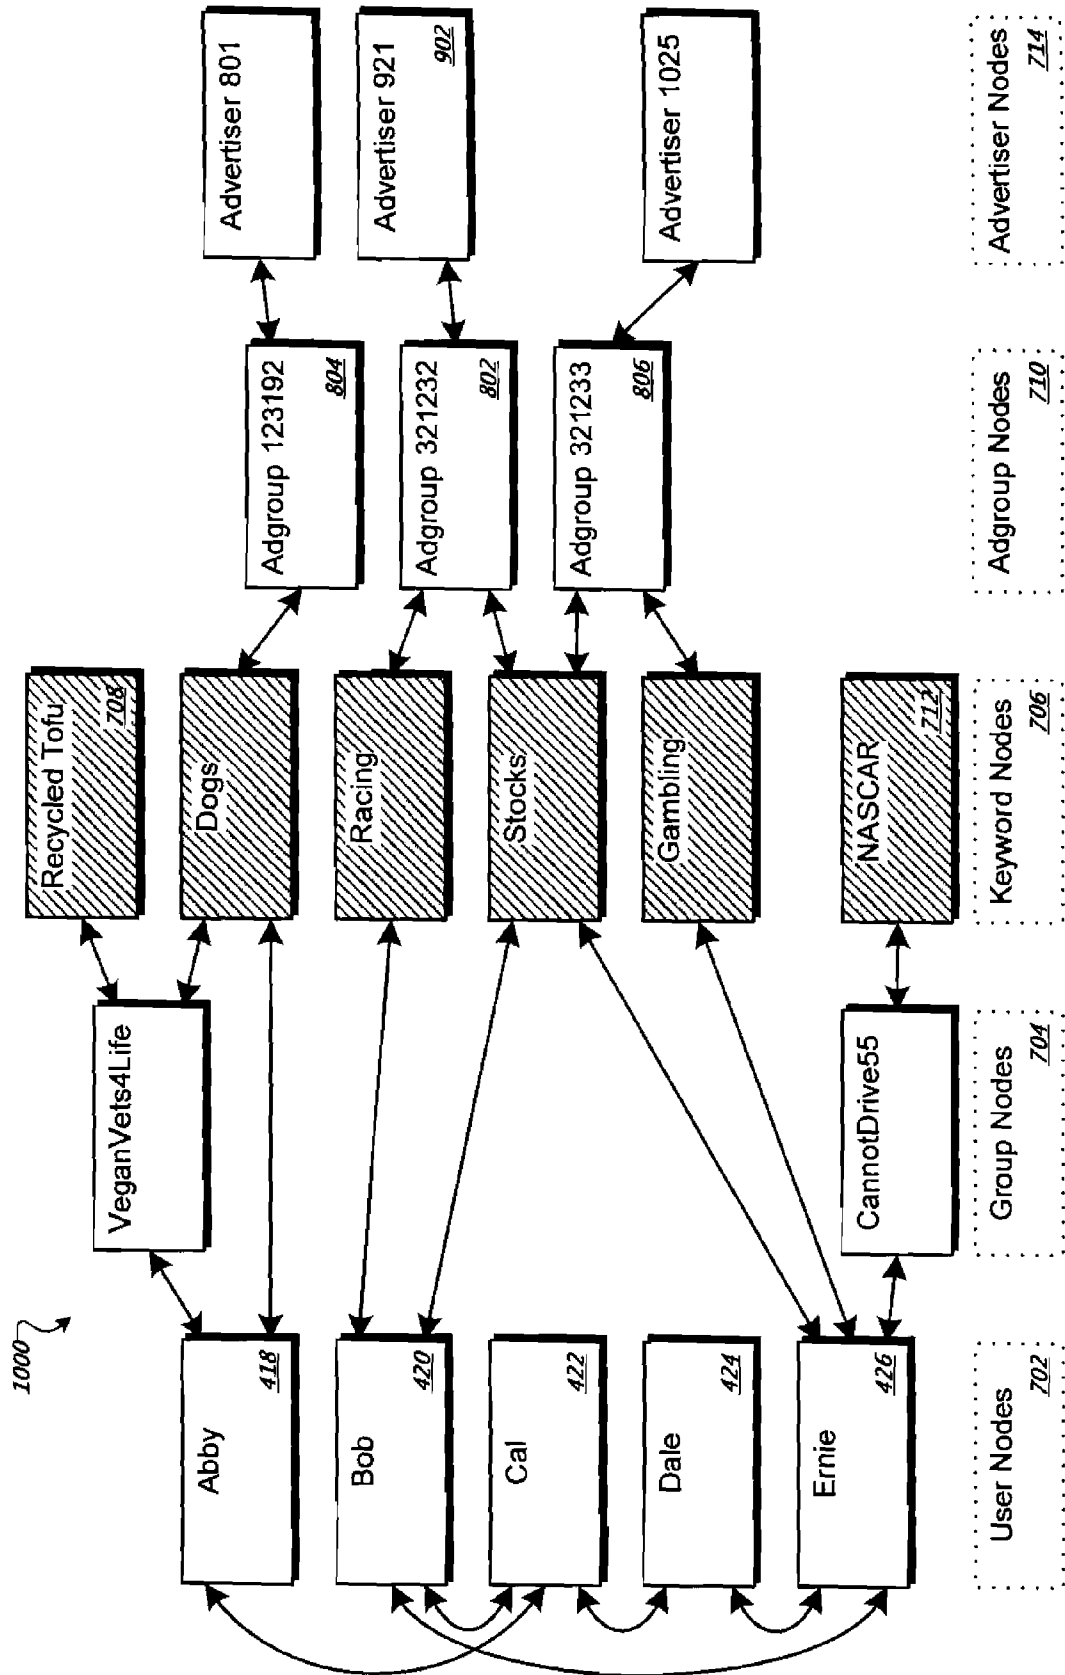 1000
Abby
418
Bob
420
Cal
422
Dale
424
Ernie
426
User Nodes
702
VeganVets4Life
CannotDrive55
Group Nodes
704
Recycled Tofu
708
Dogs
Racing
Stocks
Gambling
NASCAR
712
Keyword Nodes
706
Adgroup 123192
804
Adgroup 321232
802
Adgroup 321233
806
Adgroup Nodes
710
Advertiser 801
Advertiser 921
902
Advertiser 1025
Advertiser Nodes
714